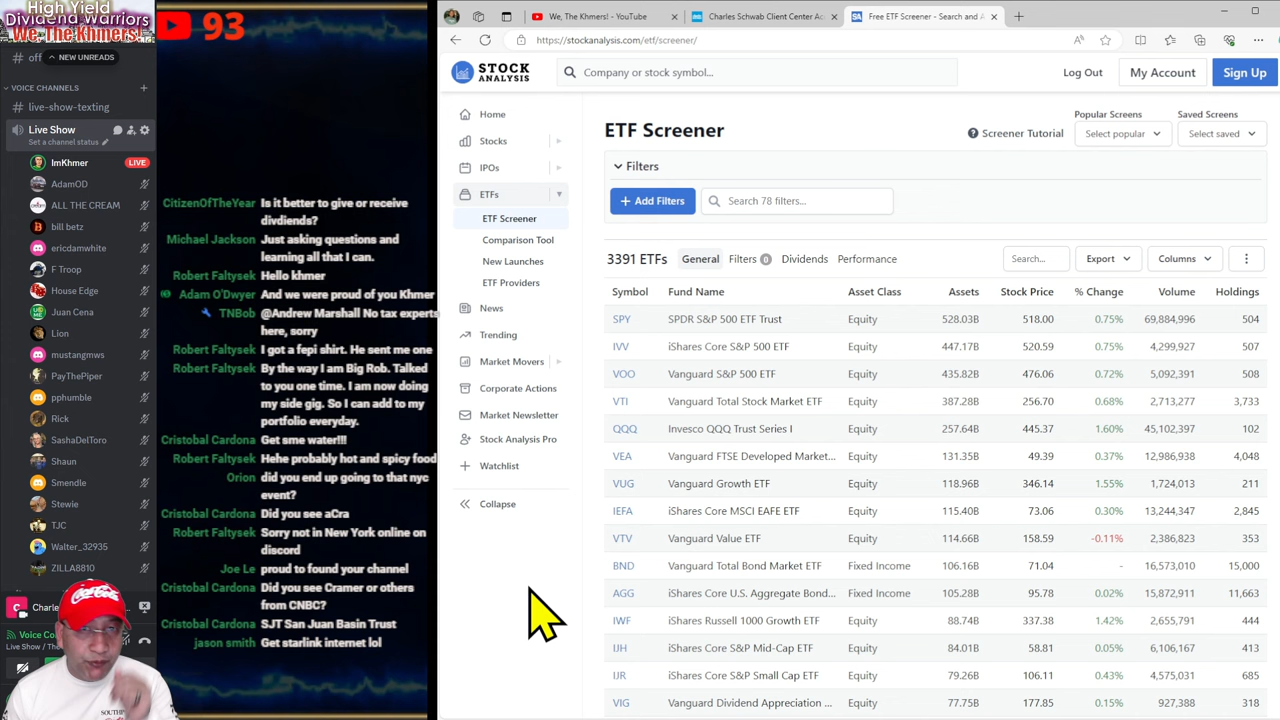 High Yield
Dividend Warriors
We, The Khmers!
# off
NEW UNREADS
VOICE CHANNELS
# live-show-texting
Live Show
Set a channel status
ImKhmer LIVE
AdamOD
ALL THE CREAM
bill betz
ericdamwhite
F Troop
House Edge
Juan Cena
Lion
mustangmws
PayThePiper
pphumble
Rick
SashaDelToro
Shaun
Smendle
Stewie
TJC
Walter_32935
ZILLA8810
Charle
Voice Co
Live Show / The
93
CitizenOfTheYear Is it better to give or receive
divdiends?
Michael Jackson Just asking questions and
learning all that I can.
Robert Faltysek Hello khmer
Adam O'Dwyer And we were proud of you Khmer
TNBob @Andrew Marshall No tax experts
here, sorry
Robert Faltysek I got a fepi shirt. He sent me one
Robert Faltysek By the way I am Big Rob. Talked
to you one time. I am now doing
my side gig. So I can add to my
portfolio everyday.
Cristobal Cardona Get sme water!!!
Robert Faltysek Hehe probably hot and spicy food
Orion did you end up going to that nyc
event?
Cristobal Cardona Did you see aCra
Robert Faltysek Sorry not in New York online on
discord
Joe Le proud to found your channel
Cristobal Cardona Did you see Cramer or others
from CNBC?
Cristobal Cardona SJT San Juan Basin Trust
jason smith Get starlink internet lol
We, The Khmers! - YouTube
Charles Schwab Client Center Ac
Free ETF Screener - Search and A
https://stockanalysis.com/etf/screener/
STOCK
ANALYSIS
Company or stock symbol...
Log Out
My Account
Sign Up
Home
Stocks
IPOs
ETFs
ETF Screener
Comparison Tool
New Launches
ETF Providers
News
Trending
Market Movers
Corporate Actions
Market Newsletter
Stock Analysis Pro
Watchlist
Collapse
ETF Screener
Screener Tutorial
Popular Screens
Select popular
Saved Screens
Select saved
Filters
Add Filters
Search 78 filters...
3391 ETFs General Filters 0 Dividends Performance Search... Export Columns
Symbol Fund Name Asset Class Assets Stock Price % Change Volume Holdings
SPY SPDR S&P 500 ETF Trust Equity 528.03B 518.00 0.75% 69,884,996 504
IVV iShares Core S&P 500 ETF Equity 447.17B 520.59 0.75% 4,299,927 507
VOO Vanguard S&P 500 ETF Equity 435.82B 476.06 0.72% 5,092,391 508
VTI Vanguard Total Stock Market ETF Equity 387.28B 256.70 0.68% 2,713,277 3,733
QQQ Invesco QQQ Trust Series I Equity 257.64B 445.37 1.60% 45,102,397 102
VEA Vanguard FTSE Developed Market... Equity 131.35B 49.39 0.37% 12,986,938 4,048
VUG Vanguard Growth ETF Equity 118.96B 346.14 1.55% 1,724,013 211
IEFA iShares Core MSCI EAFE ETF Equity 115.40B 73.06 0.30% 13,244,347 2,845
VTV Vanguard Value ETF Equity 114.66B 158.59 -0.11% 2,386,823 353
BND Vanguard Total Bond Market ETF Fixed Income 106.16B 71.04 - 16,573,010 15,000
AGG iShares Core U.S. Aggregate Bond... Fixed Income 105.28B 95.78 0.02% 15,872,911 11,663
IWF iShares Russell 1000 Growth ETF Equity 88.74B 337.38 1.42% 2,655,791 444
IJH iShares Core S&P Mid-Cap ETF Equity 84.01B 58.81 0.05% 6,106,167 413
IJR iShares Core S&P Small Cap ETF Equity 79.26B 106.11 0.43% 4,575,031 685
VIG Vanguard Dividend Appreciation ... Equity 77.75B 177.85 0.15% 927,388 318
Coca-Cola